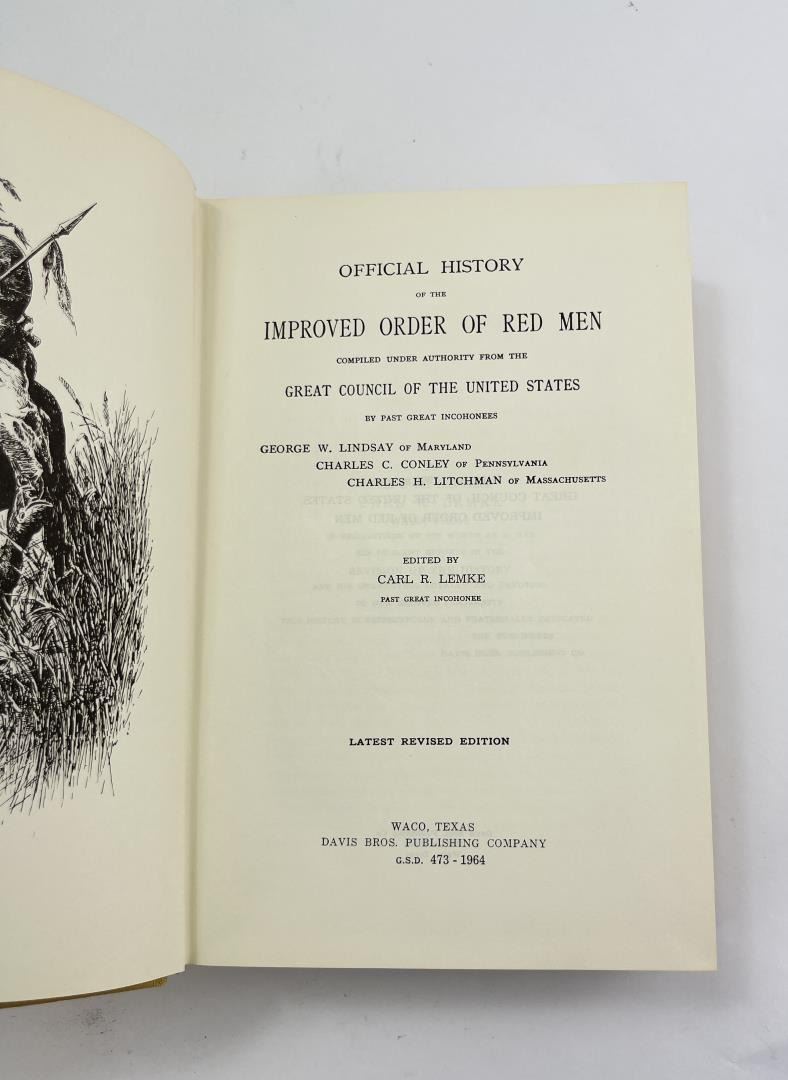 OFFICIAL HISTORY
OF THE
IMPROVED ORDER OF RED MEN
COMPILED UNDER AUTHORITY FROM THE
GREAT COUNCIL OF THE UNITED STATES
BY PAST GREAT INCOHONEES
GEORGE W. LINDSAY OF MARYLAND
CHARLES C. CONLEY OF PENNSYLVANIA
CHARLES H. LITCHMAN OF MASSACHUSETTS
EDITED BY
CARL R. LEMKE
PAST GREAT INCOHONEE
LATEST REVISED EDITION
WACO, TEXAS
DAVIS BROS. PUBLISHING COMPANY
G.S.D. 473 - 1964